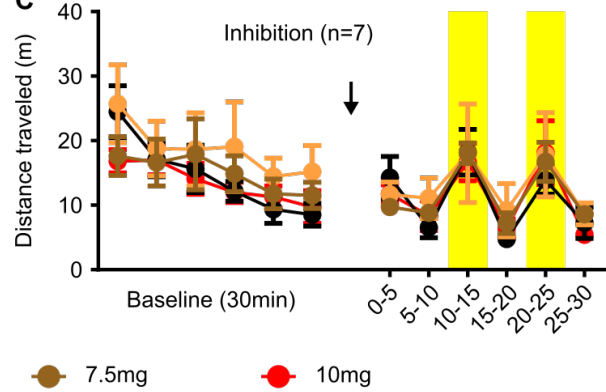 C
40
Inhibition (n=7)
30
20
10
0
Distance traveled (m)
Baseline (30min)
0-5
5-10
10-15
15-20
20-25
25-30
7.5mg
10mg